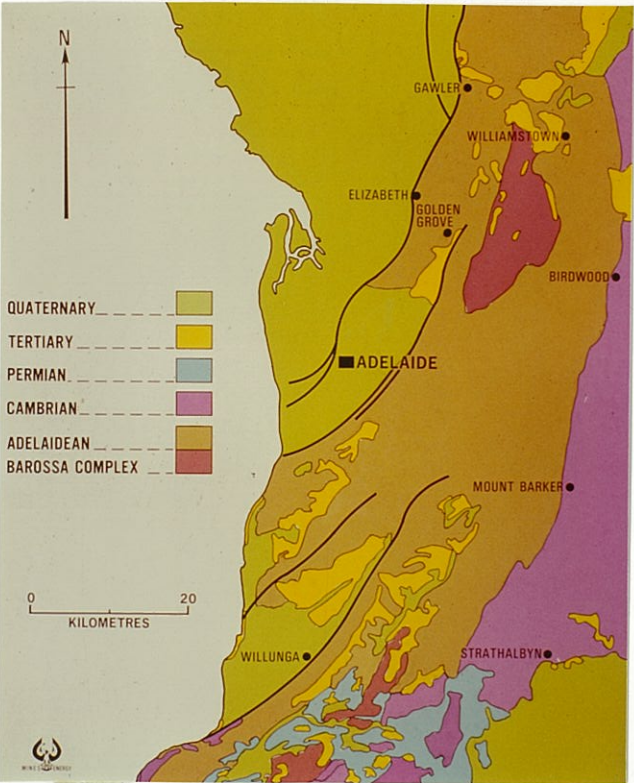 N
GAWLER
WILLIAMSTOWN
ELIZABETH
GOLDEN
GROVE
BIRDWOOD
QUATERNARY
TERTIARY
ADELAIDE
PERMIAN
CAMBRIAN
ADELAIDEAN
BAROSSA COMPLEX
MOUNT BARKER
0 20
KILOMETRES
WILLUNGA
STRATHALBYN